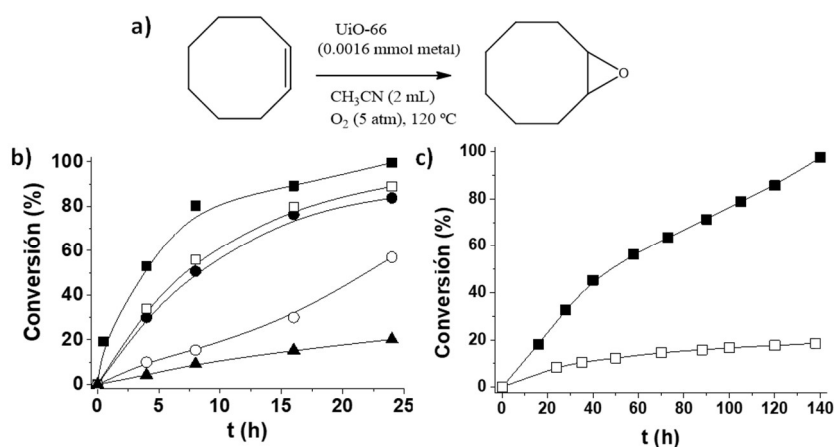 a)
UiO-66
(0.0016 mmol metal)
CH₃CN (2 mL)
O₂ (5 atm), 120 ºC
O
b)
Conversión (%)
100
80
60
40
20
0
0 5 10 15 20 25
t (h)
c)
Conversión (%)
100
80
60
40
20
0
0 20 40 60 80 100 120 140
t (h)